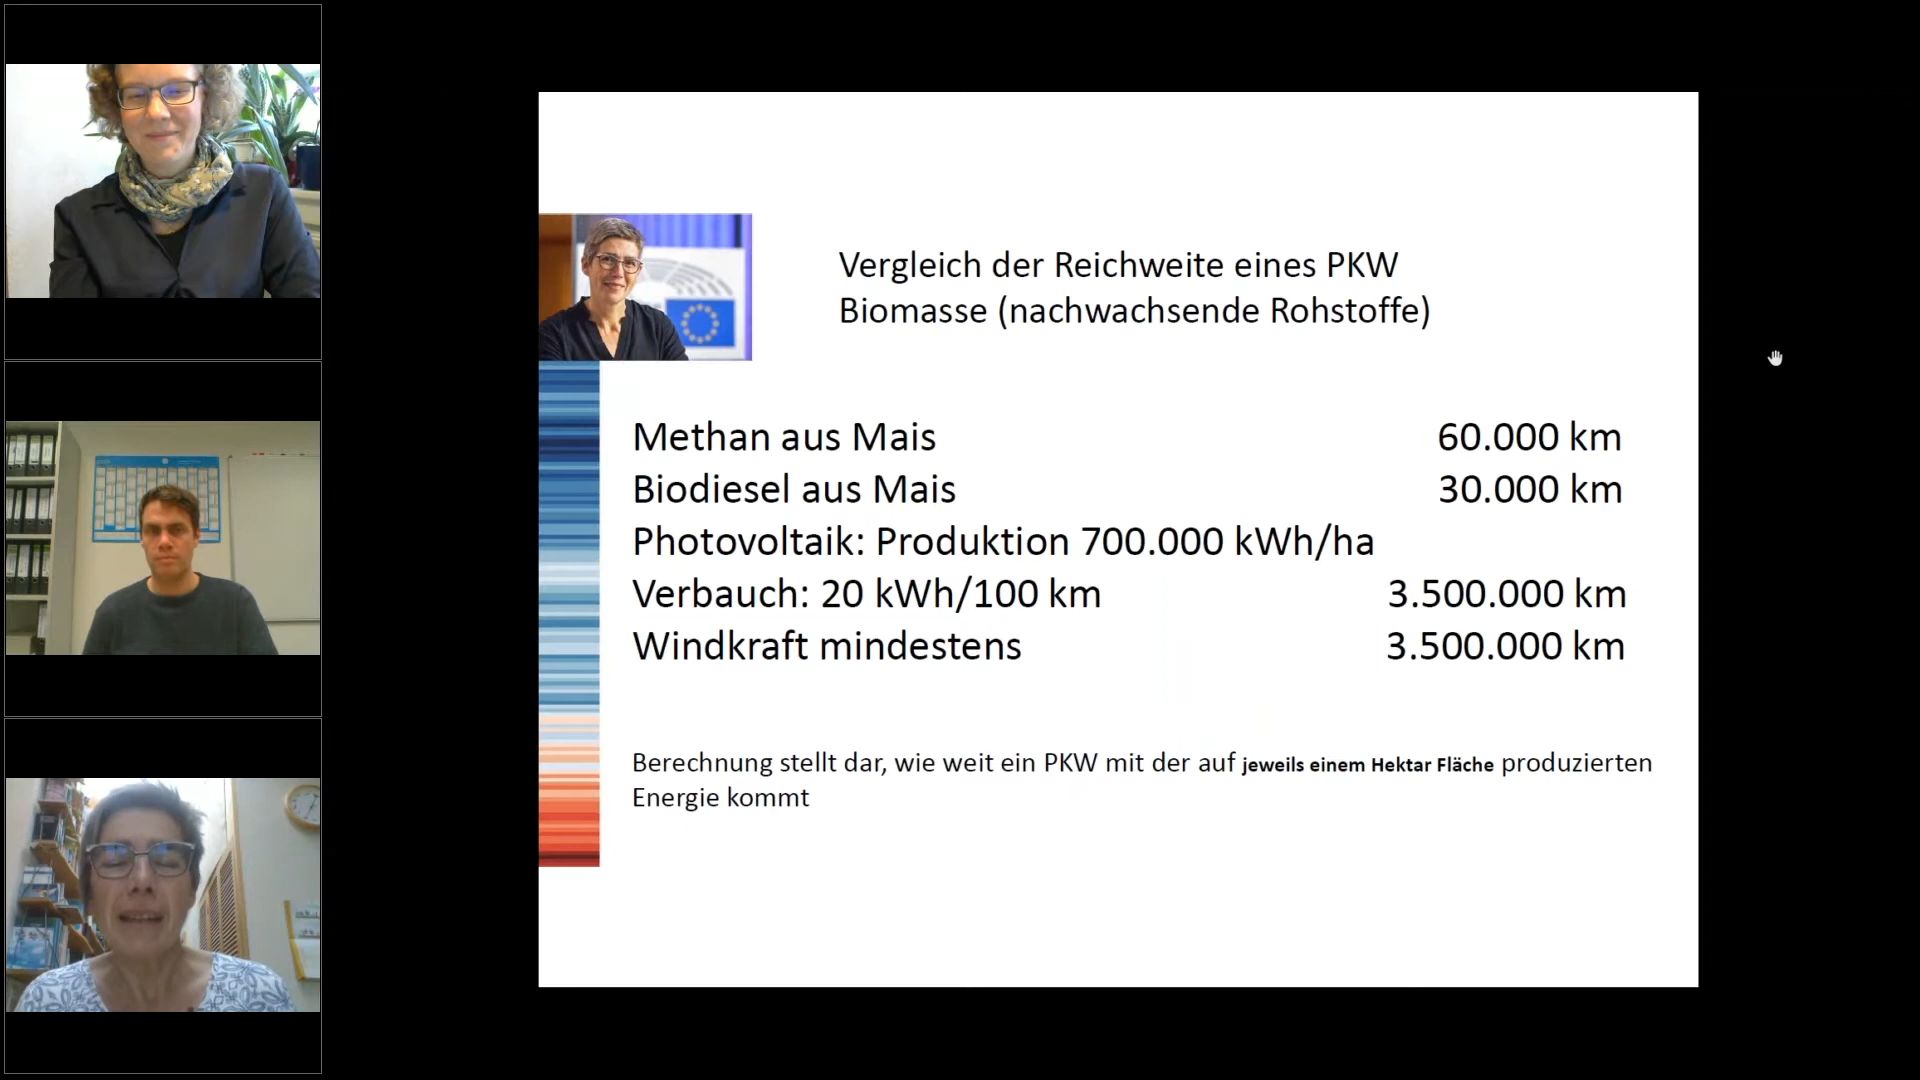 Vergleich der Reichweite eines PKW
Biomasse (nachwachsende Rohstoffe)
Methan aus Mais 60.000 km
Biodiesel aus Mais 30.000 km
Photovoltaik: Produktion 700.000 kWh/ha
Verbauch: 20 kWh/100 km 3.500.000 km
Windkraft mindestens 3.500.000 km
Berechnung stellt dar, wie weit ein PKW mit der auf jeweils einem Hektar Fläche produzierten
Energie kommt